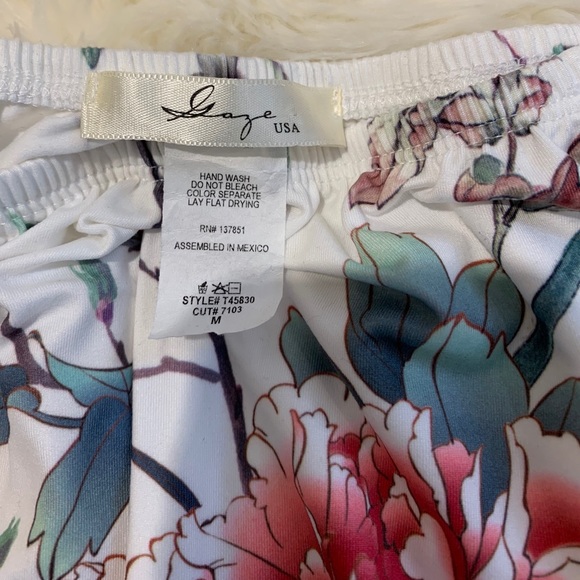 Gaze
USA
HAND WASH
DO NOT BLEACH
COLOR SEPARATE
LAY FLAT DRYING
RN# 137851
ASSEMBLED IN MEXICO
STYLE# T45830
CUT# 7103
M